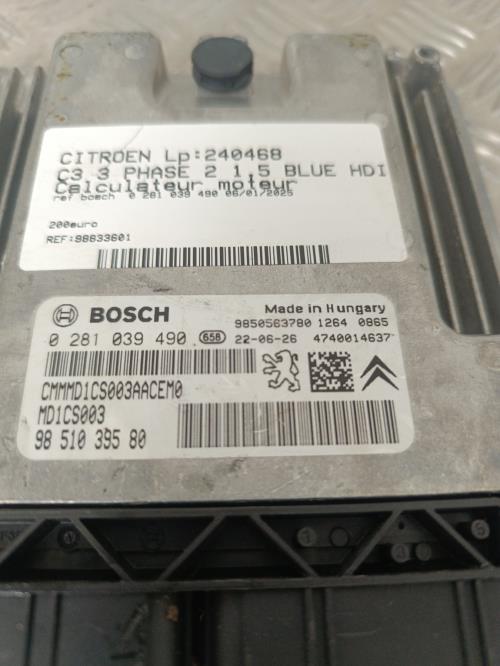 CITROEN Lp:240468
C3 3 PHASE 2 1.5 BLUE HDI
Calculateur moteur
ref bosch 0 281 039 490 06/01/2025
200euro
REF:98633601
BOSCH
Made in Hungary
9850563780 1264 0865
0 281 039 490 658 22-06-26 4740014637
CMMMD1CS003AACEM0
MD1CS003
98 510 395 80